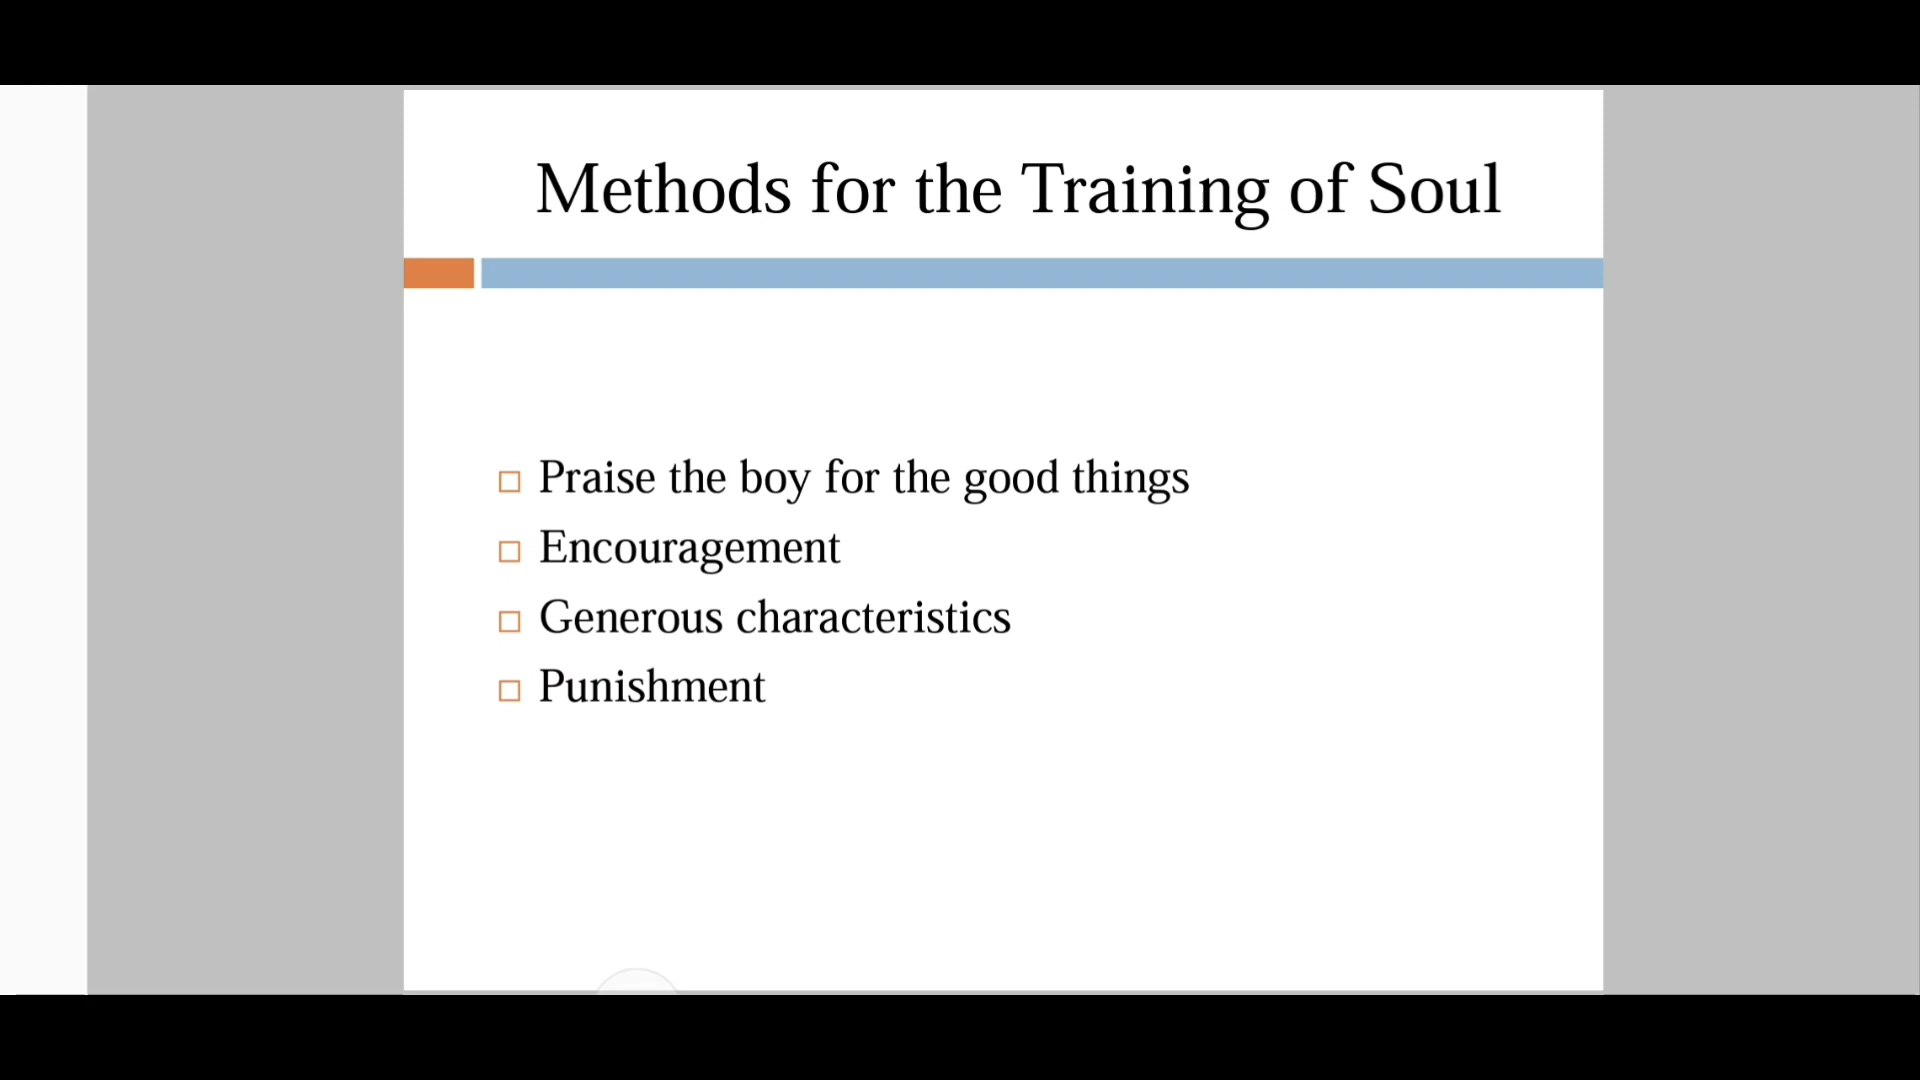 Methods for the Training of Soul
Praise the boy for the good things
Encouragement
Generous characteristics
Punishment